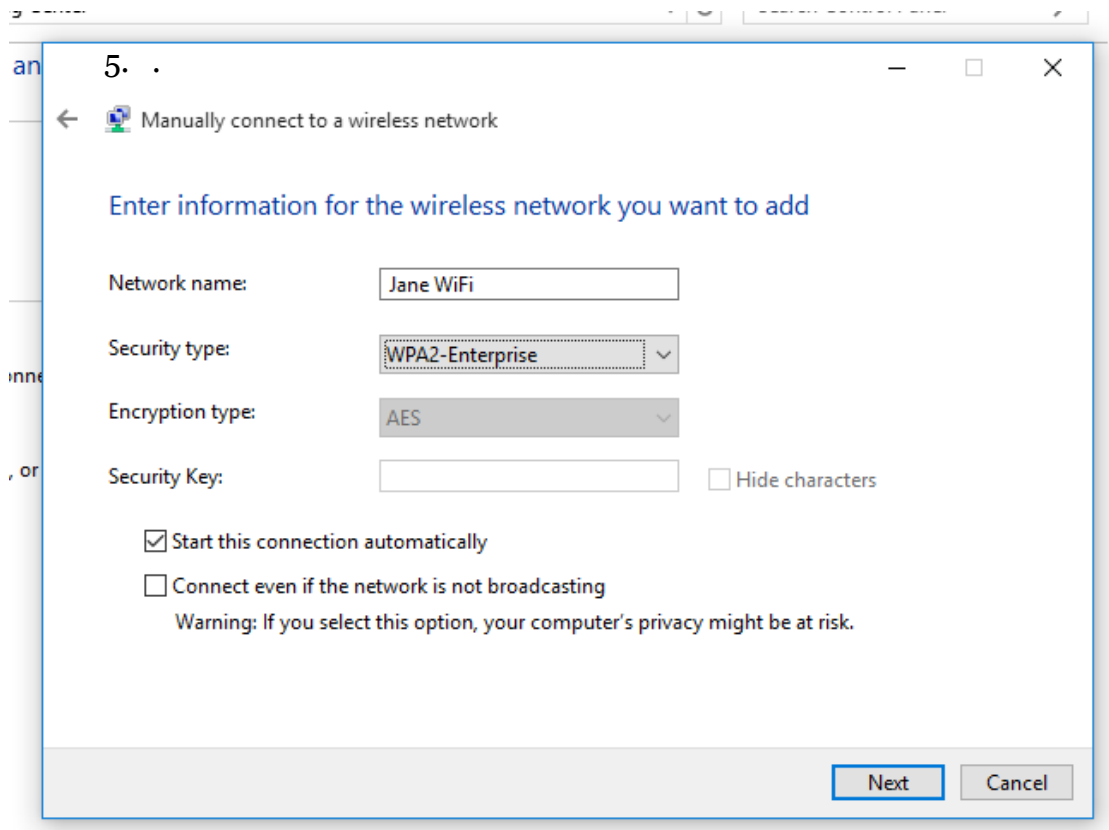 an
5. .
Manually connect to a wireless network
Enter information for the wireless network you want to add
Network name: Jane WiFi
Security type: WPA2-Enterprise
onne
Encryption type: AES
, or
Security Key: Hide characters
Start this connection automatically
Connect even if the network is not broadcasting
Warning: If you select this option, your computer's privacy might be at risk.
Next Cancel